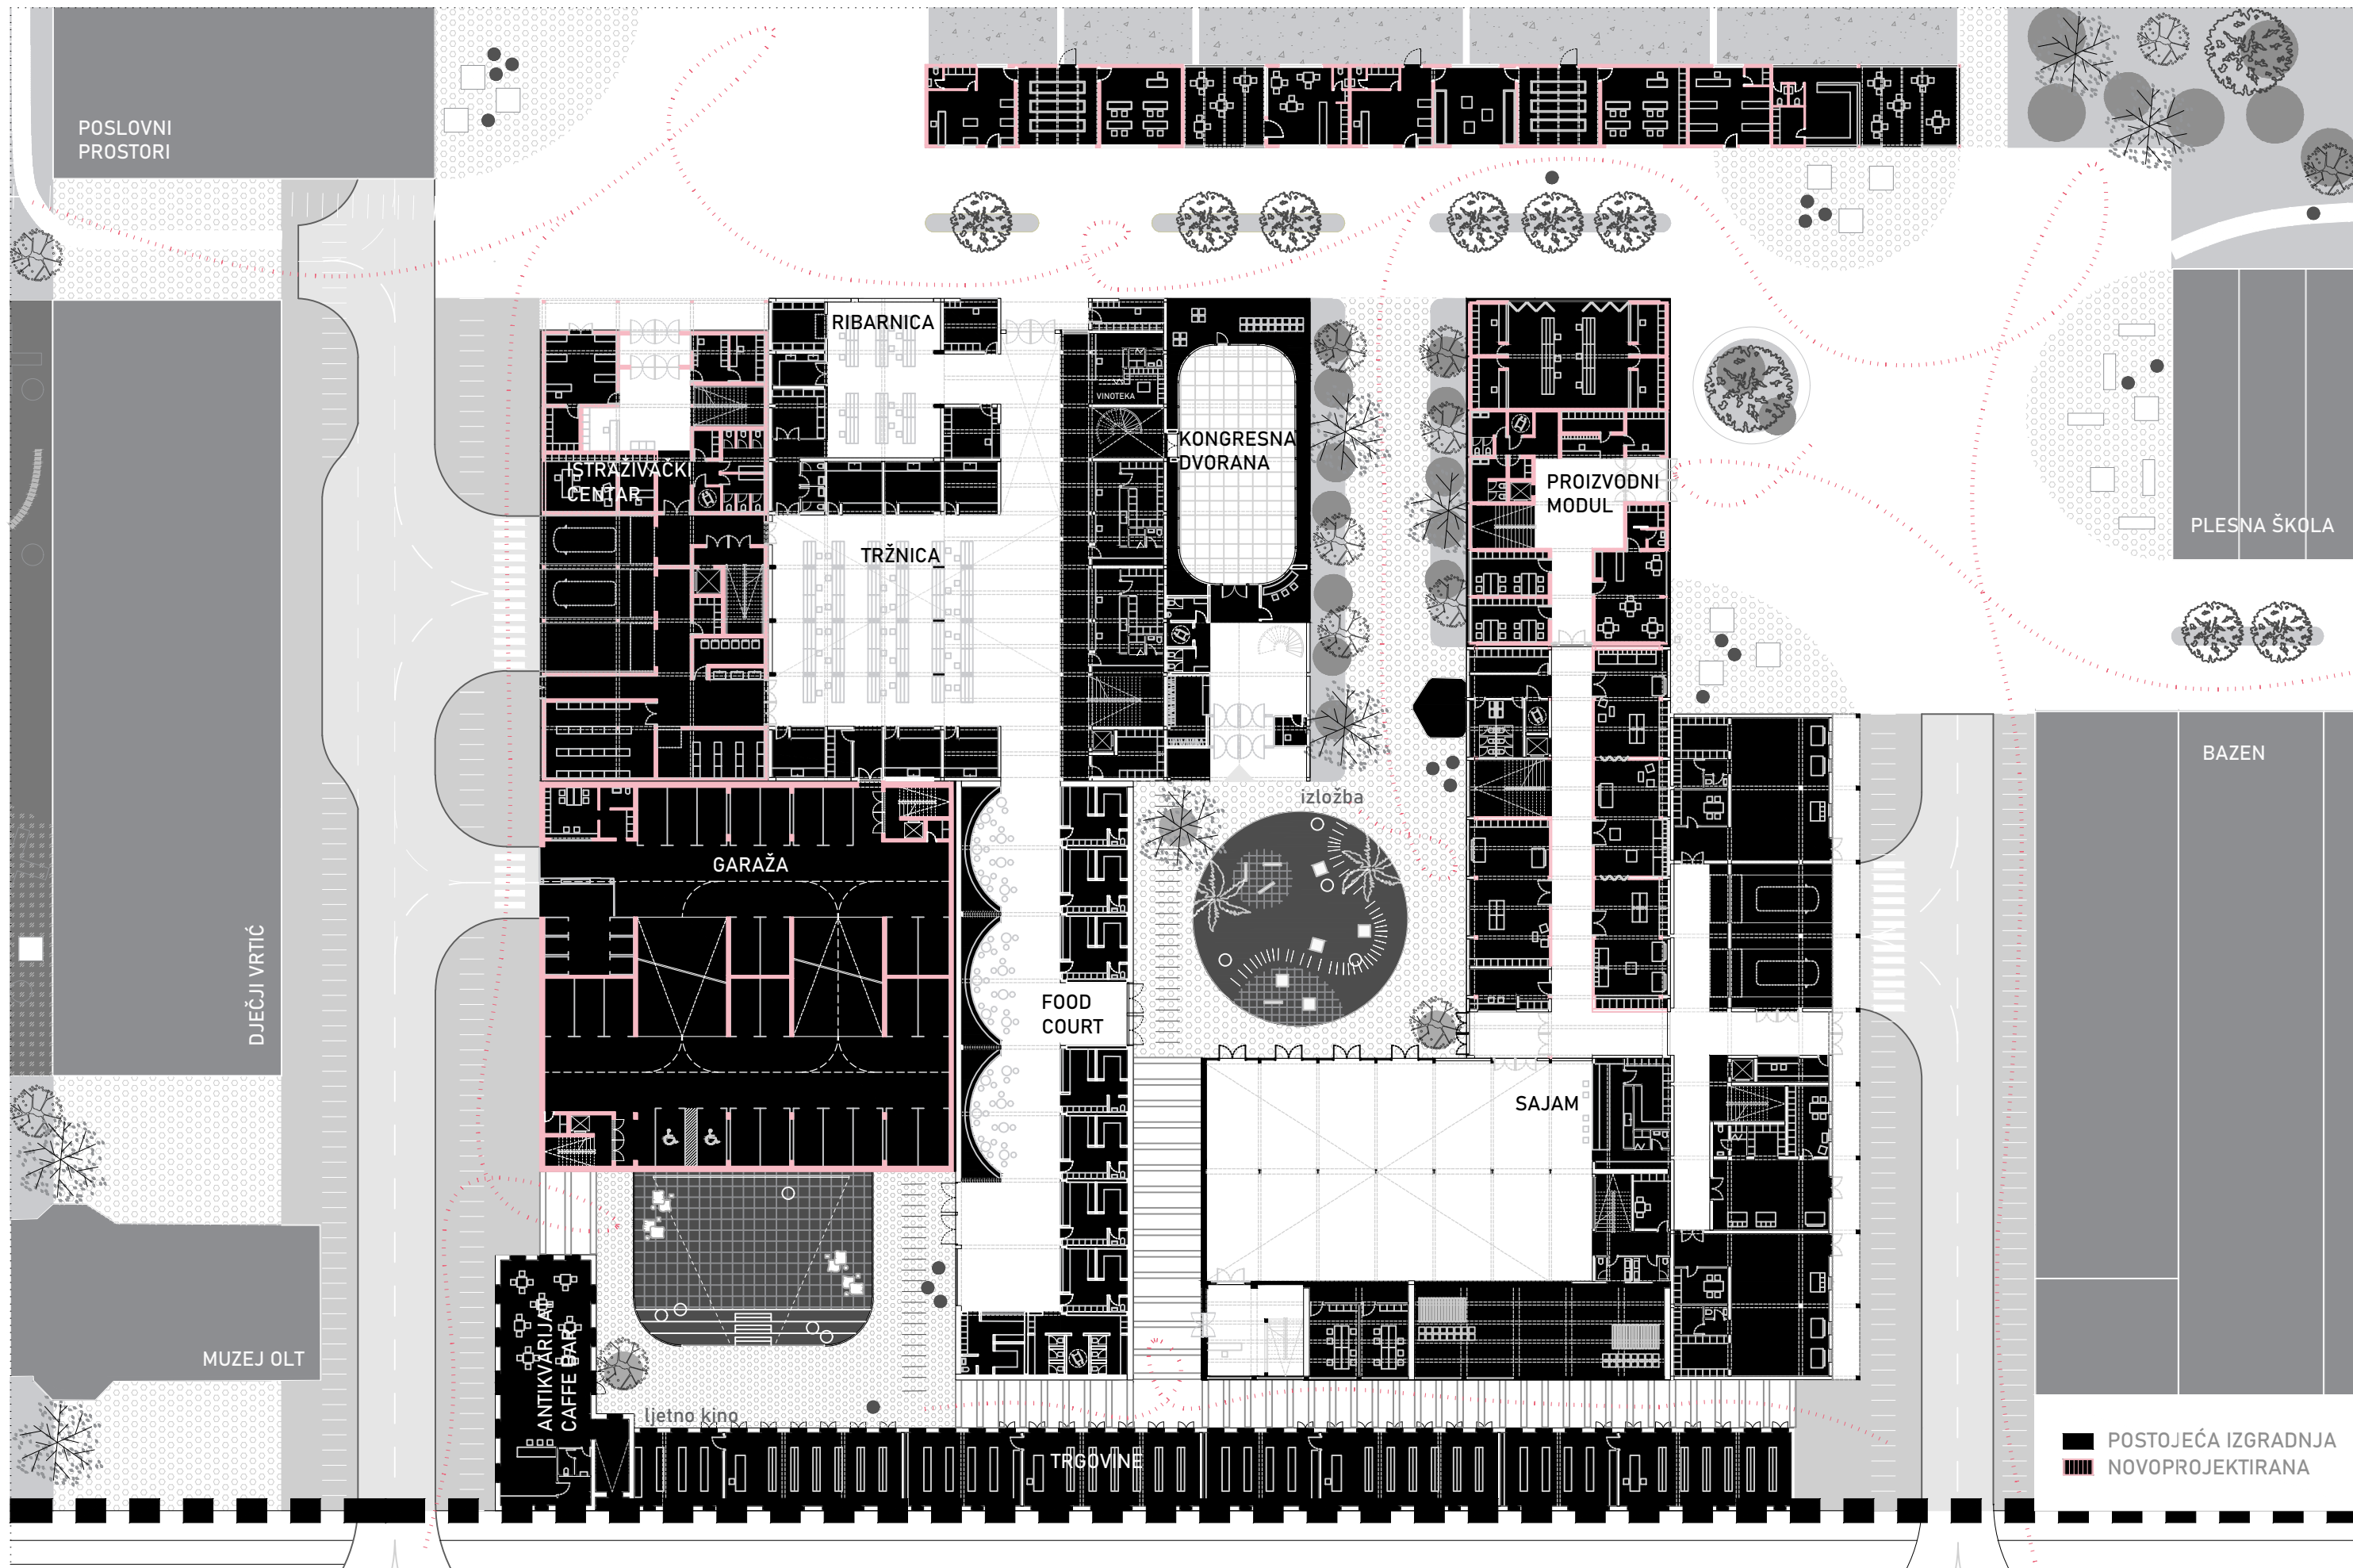 POSLOVNI
PROSTORI
RIBARNICA
VINOTEKA
KONGRESNA
DVORANA
ISTRAŽIVAČKI
CENTAR
PROIZVODNI
MODUL
PLESNA ŠKOLA
TRŽNICA
BAZEN
izložba
GARAŽA
DJEČJI VRTIĆ
FOOD
COURT
SAJAM
MUZEJ OLT
ANTIKVARIJAT
CAFFE BAR
ljetno kino
TRGOVINE
POSTOJEĆA IZGRADNJA
NOVOPROJEKTIRANA